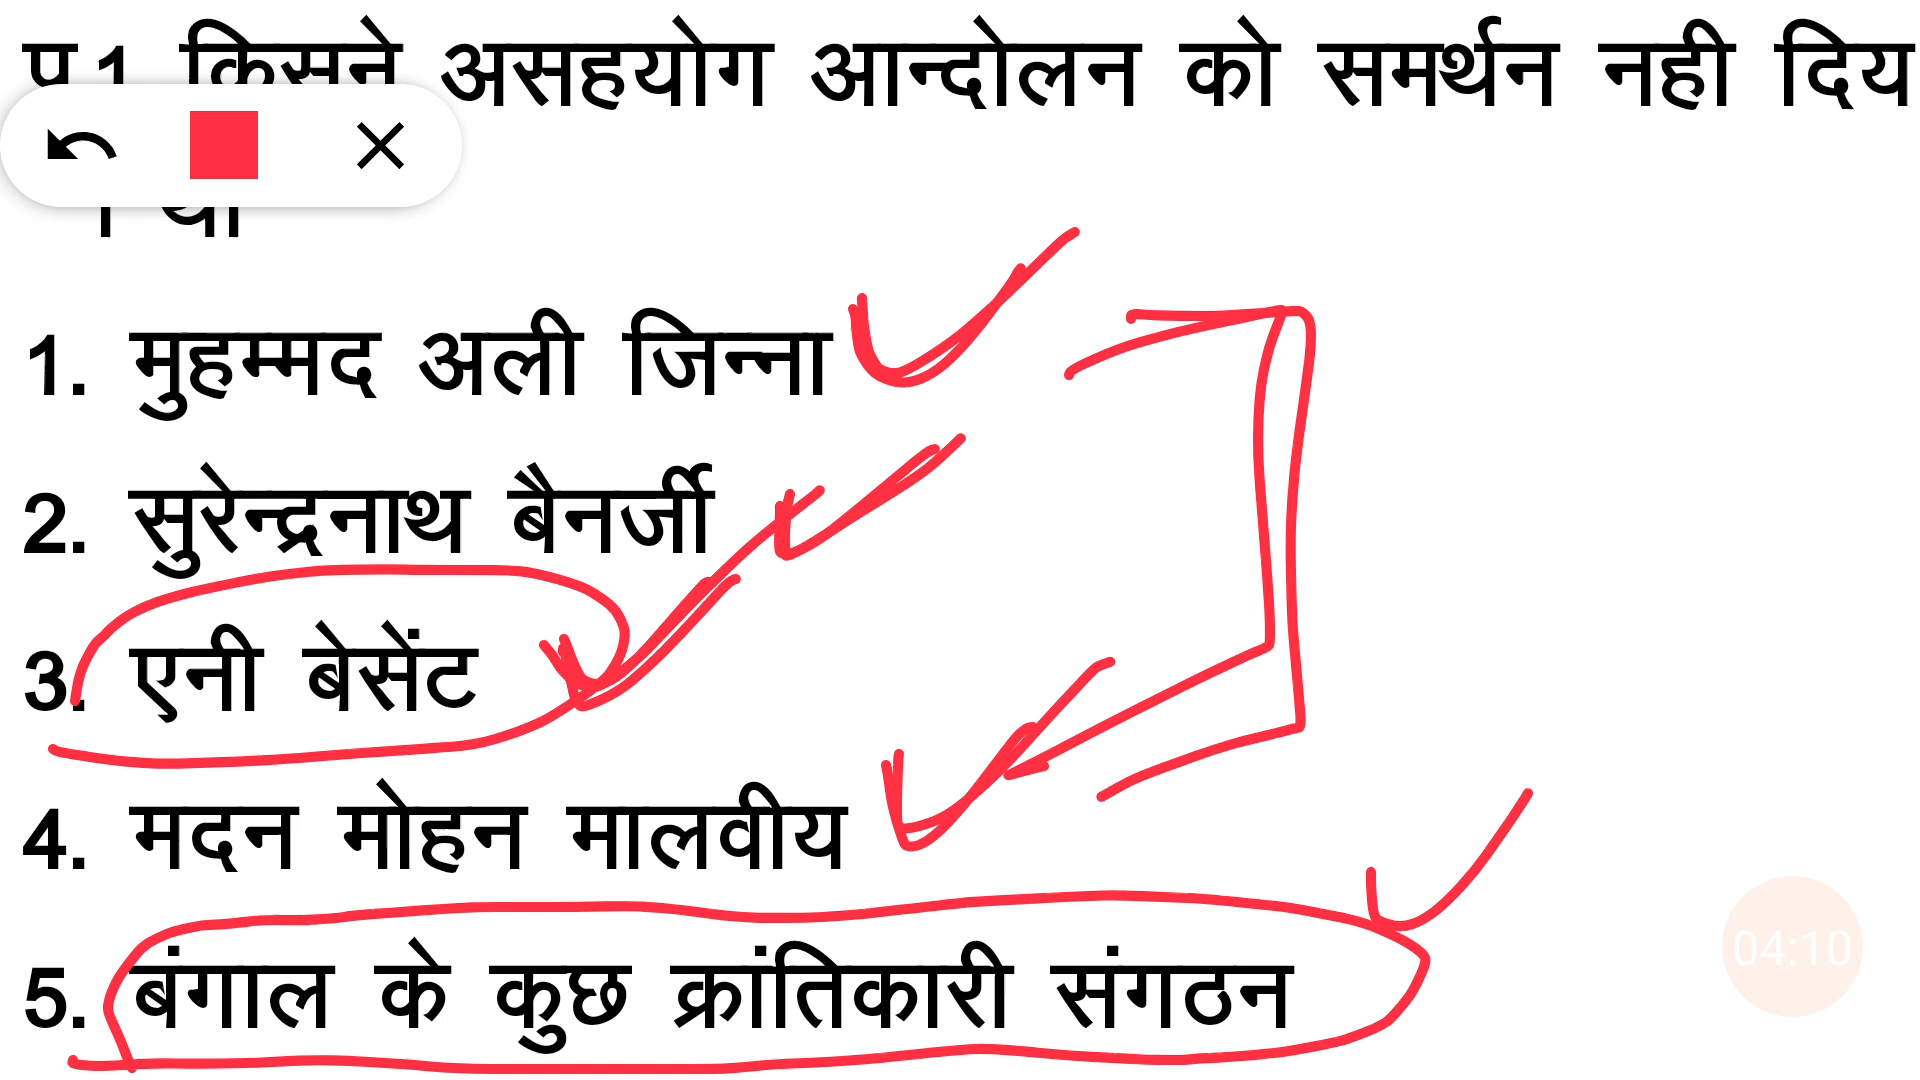 प्र.1 किसने असहयोग आन्दोलन को समर्थन नही दिय
ा था
1. मुहम्मद अली जिन्ना
2. सुरेन्द्रनाथ बैनर्जी
3. एनी बेसेंट
4. मदन मोहन मालवीय
5. बंगाल के कुछ क्रांतिकारी संगठन
04:10